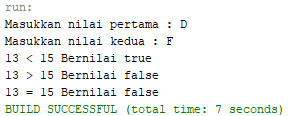 run:
Masukkan nilai pertama : D
Masukkan nilai kedua : F
13 < 15 Bernilai true
13 > 15 Bernilai false
13 = 15 Bernilai false
BUILD SUCCESSFUL (total time: 7 seconds)